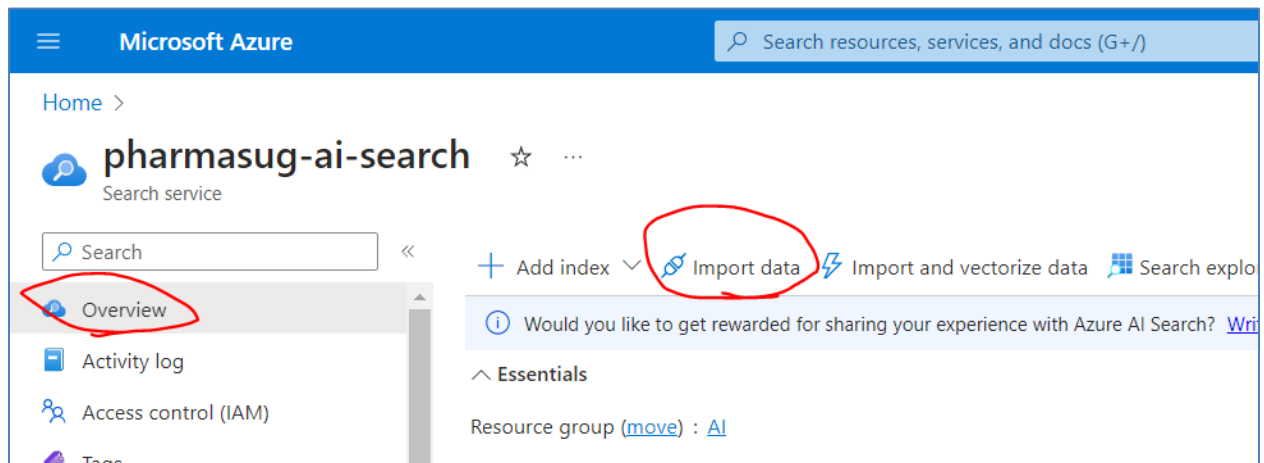 Microsoft Azure
Search resources, services, and docs (G+/)
Home >
pharmasug-ai-search
Search service
Search
Add index Import data Import and vectorize data Search explo
Overview
Would you like to get rewarded for sharing your experience with Azure AI Search? Wri
Activity log
Essentials
Access control (IAM)
Resource group (move) : AI
Tags